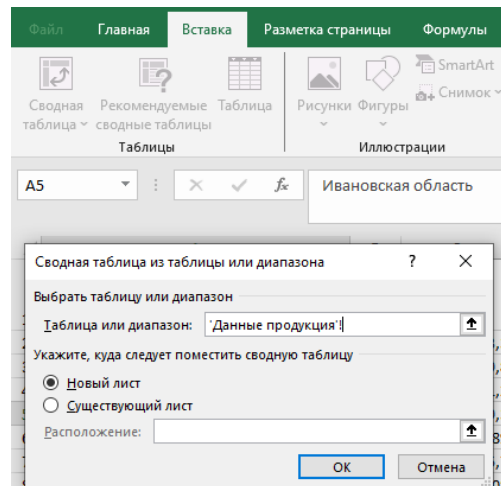 Файл Главная Вставка Разметка страницы Формулы
Сводная таблица Рекомендуемые сводные таблицы Таблица Рисунки Фигуры SmartArt Снимок
Таблицы Иллюстрации
A5 fx Ивановская область
Сводная таблица из таблицы или диапазона ? ×
Выбрать таблицу или диапазон
Таблица или диапазон: 'Данные продукция'!
Укажите, куда следует поместить сводную таблицу
Новый лист
Существующий лист
Расположение:
ОК Отмена